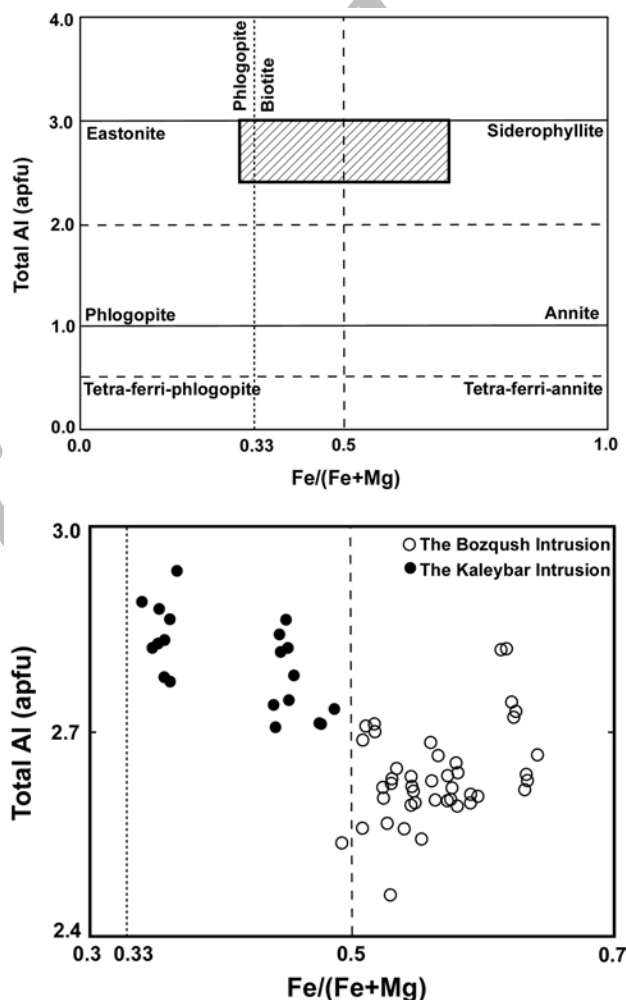 4.0
Phlogopite
Biotite
3.0
Eastonite
Siderophyllite
Total Al (apfu)
2.0
Phlogopite
Annite
1.0
Tetra-ferri-phlogopite
Tetra-ferri-annite
0.0
0.0
0.33
0.5
1.0
Fe/(Fe+Mg)
3.0
The Bozqush Intrusion
The Kaleybar Intrusion
Total Al (apfu)
2.7
2.4
0.3
0.33
0.5
0.7
Fe/(Fe+Mg)